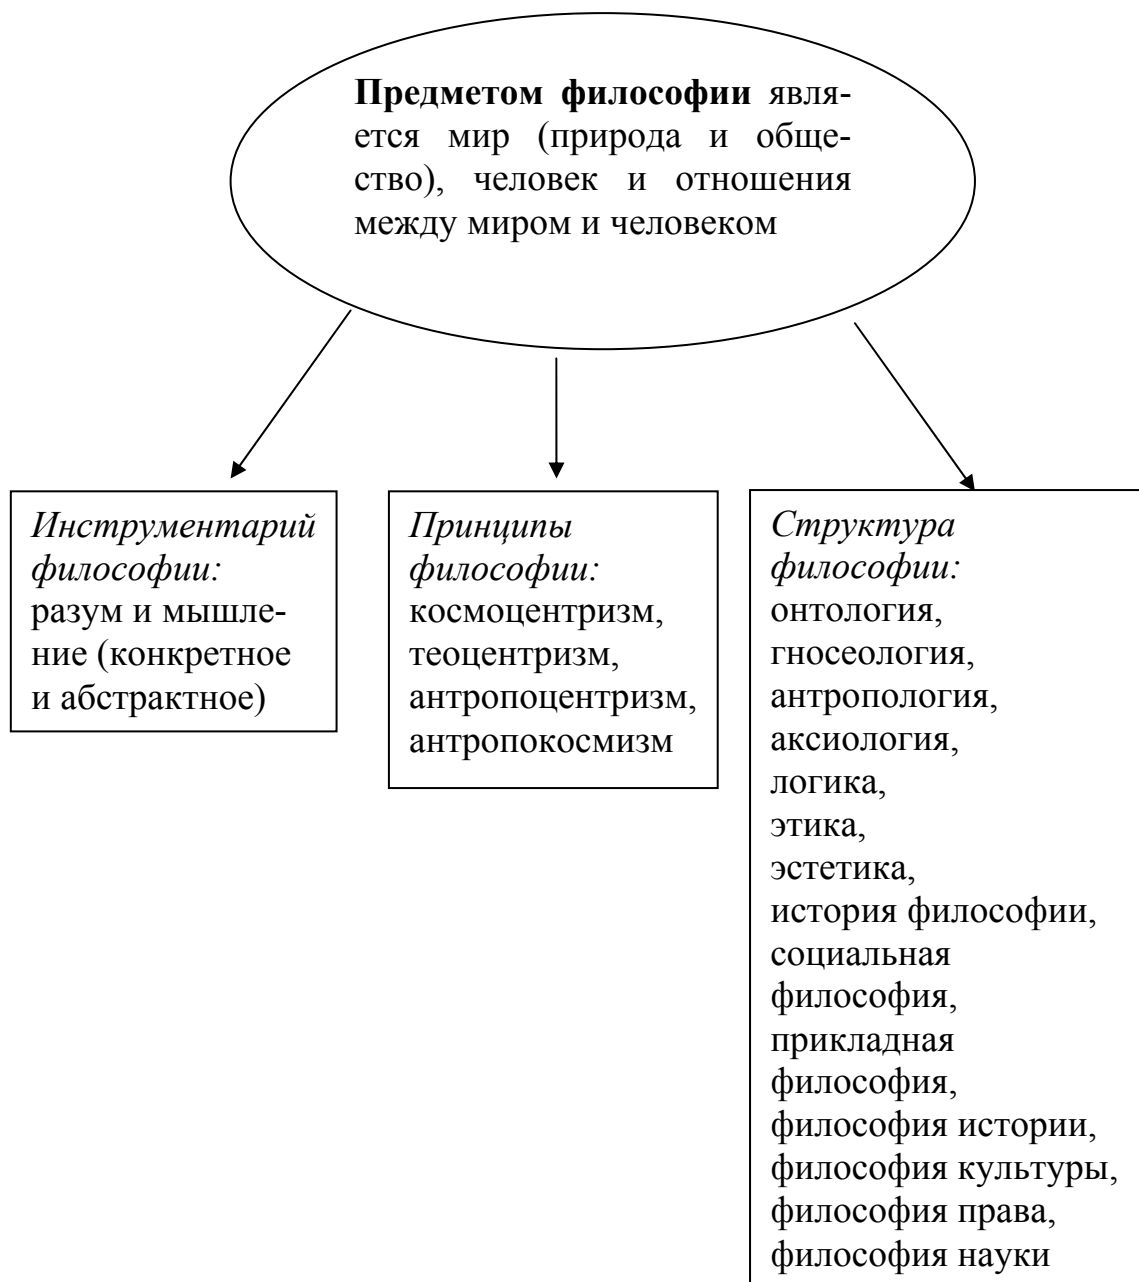 Предметом философии явля-
ется мир (природа и обще-
ство), человек и отношения
между миром и человеком
Инструментарий
философии:
разум и мышле-
ние (конкретное
и абстрактное)
Принципы
философии:
космоцентризм,
теоцентризм,
антропоцентризм,
антропокосмизм
Структура
философии:
онтология,
гносеология,
антропология,
аксиология,
логика,
этика,
эстетика,
история философии,
социальная
философия,
прикладная
философия,
философия истории,
философия культуры,
философия права,
философия науки